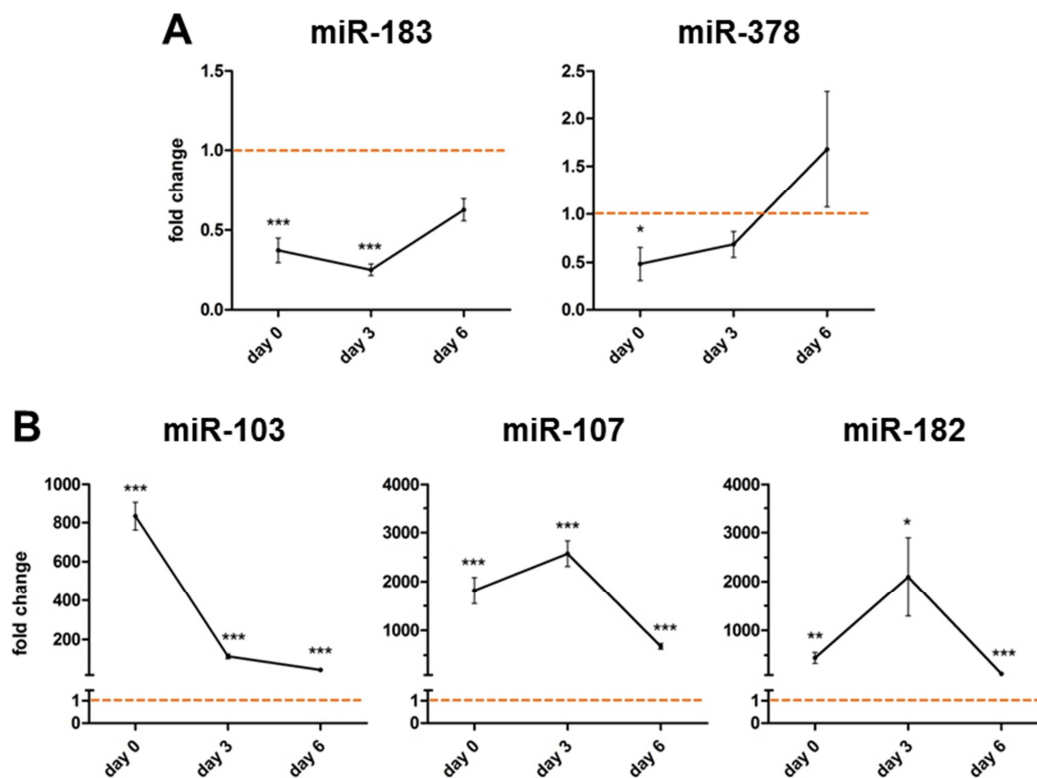 A
miR-183
miR-378
fold change
1.5
1.0
0.5
0.0
***
***
day 0
day 3
day 6
2.5
2.0
1.5
1.0
0.5
0.0
*
day 0
day 3
day 6
B
miR-103
miR-107
miR-182
fold change
1000
800
600
400
200
1
0
***
***
***
day 0
day 3
day 6
4000
3000
2000
1000
1
0
***
***
***
day 0
day 3
day 6
4000
3000
2000
1000
1
0
**
*
***
day 0
day 3
day 6